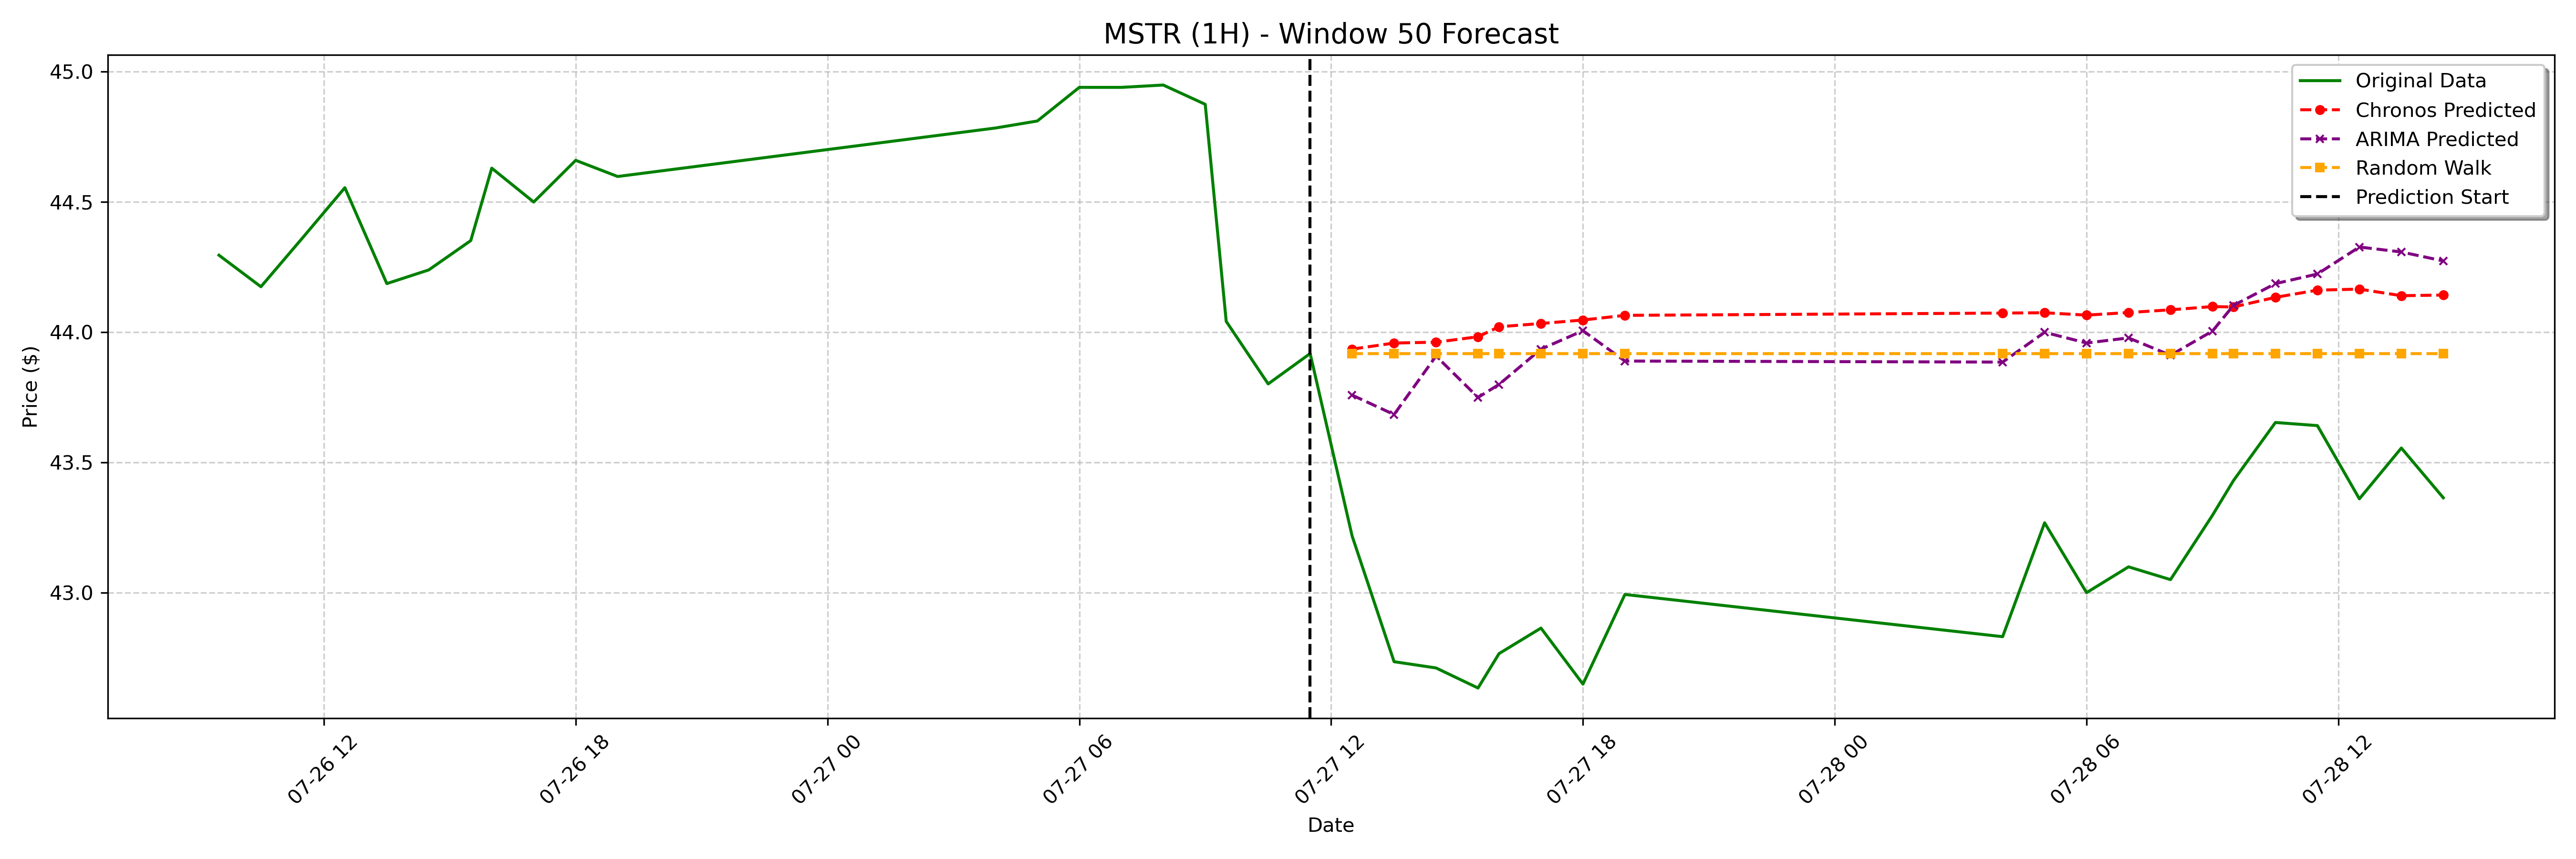 MSTR (1H) - Window 50 Forecast
Price ($)
45.0
44.5
44.0
43.5
43.0
Original Data
Chronos Predicted
ARIMA Predicted
Random Walk
Prediction Start
07-26 12
07-26 18
07-27 00
07-27 06
07-27 12
07-27 18
07-28 00
07-28 06
07-28 12
Date